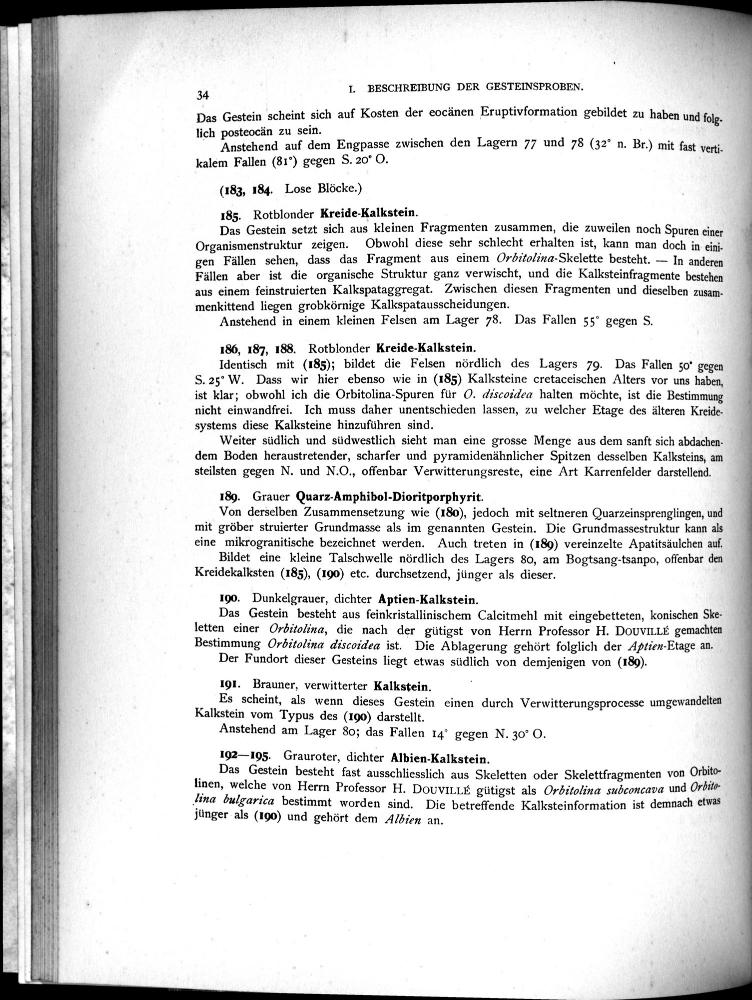 34
I. BESCHREIBUNG DER GESTEINSPROBEN.
Das Gestein scheint sich auf Kosten der eocänen Eruptivformation gebildet zu haben und folg-
lich posteocän zu sein.
Anstehend auf dem Engpasse zwischen den Lagern 77 und 78 (32° n. Br.) mit fast verti-
kalem Fallen (81°) gegen S. 20° O.
(183, 184. Lose Blöcke.)
185. Rotblonder Kreide-Kalkstein.
Das Gestein setzt sich aus kleinen Fragmenten zusammen, die zuweilen noch Spuren einer
Organismenstruktur zeigen. Obwohl diese sehr schlecht erhalten ist, kann man doch in eini-
gen Fällen sehen, dass das Fragment aus einem Orbitolina-Skelette besteht. — In anderen
Fällen aber ist die organische Struktur ganz verwischt, und die Kalksteinfragmente bestehen
aus einem feinstruierten Kalkspataggregat. Zwischen diesen Fragmenten und dieselben zusam-
menkittend liegen grobkörnige Kalkspatausscheidungen.
Anstehend in einem kleinen Felsen am Lager 78. Das Fallen 55° gegen S.
186, 187, 188. Rotblonder Kreide-Kalkstein.
Identisch mit (185); bildet die Felsen nördlich des Lagers 79. Das Fallen 50° gegen
S. 25° W. Dass wir hier ebenso wie in (185) Kalksteine cretaceischen Alters vor uns haben,
ist klar; obwohl ich die Orbitolina-Spuren für O. discoidea halten möchte, ist die Bestimmung
nicht einwandfrei. Ich muss daher unentschieden lassen, zu welcher Etage des älteren Kreide-
systems diese Kalksteine hinzuführen sind.
Weiter südlich und südwestlich sieht man eine grosse Menge aus dem sanft sich abdachen-
dem Boden heraustretender, scharfer und pyramidenähnlicher Spitzen desselben Kalksteins, am
steilsten gegen N. und N.O., offenbar Verwitterungsreste, eine Art Karrenfelder darstellend.
189. Grauer Quarz-Amphibol-Dioritporphyrit.
Von derselben Zusammensetzung wie (180), jedoch mit seltneren Quarzeinsprenglingen, und
mit gröber struierter Grundmasse als im genannten Gestein. Die Grundmassestruktur kann als
eine mikrogranitische bezeichnet werden. Auch treten in (189) vereinzelte Apatitsäulchen auf.
Bildet eine kleine Talschwelle nördlich des Lagers 80, am Bogtsang-tsanpo, offenbar den
Kreidekalksten (185), (190) etc. durchsetzend, jünger als dieser.
190. Dunkelgrauer, dichter Aptien-Kalkstein.
Das Gestein besteht aus feinkristallinischem Calcitmehl mit eingebetteten, konischen Ske-
letten einer Orbitolina, die nach der gütigst von Herrn Professor H. DOUVILLÉ gemachten
Bestimmung Orbitolina discoidea ist. Die Ablagerung gehört folglich der Aptien-Etage an.
Der Fundort dieser Gesteins liegt etwas südlich von demjenigen von (189).
191. Brauner, verwitterter Kalkstein.
Es scheint, als wenn dieses Gestein einen durch Verwitterungsprocesse umgewandelten
Kalkstein vom Typus des (190) darstellt.
Anstehend am Lager 80; das Fallen 14° gegen N. 30° O.
192—195. Grauroter, dichter Albien-Kalkstein.
Das Gestein besteht fast ausschliesslich aus Skeletten oder Skelettfragmenten von Orbito-
linen, welche von Herrn Professor H. DOUVILLÉ gütigst als Orbitolina subconcava und Orbito-
lina bulgarica bestimmt worden sind. Die betreffende Kalksteinformation ist demnach etwas
jünger als (190) und gehört dem Albien an.